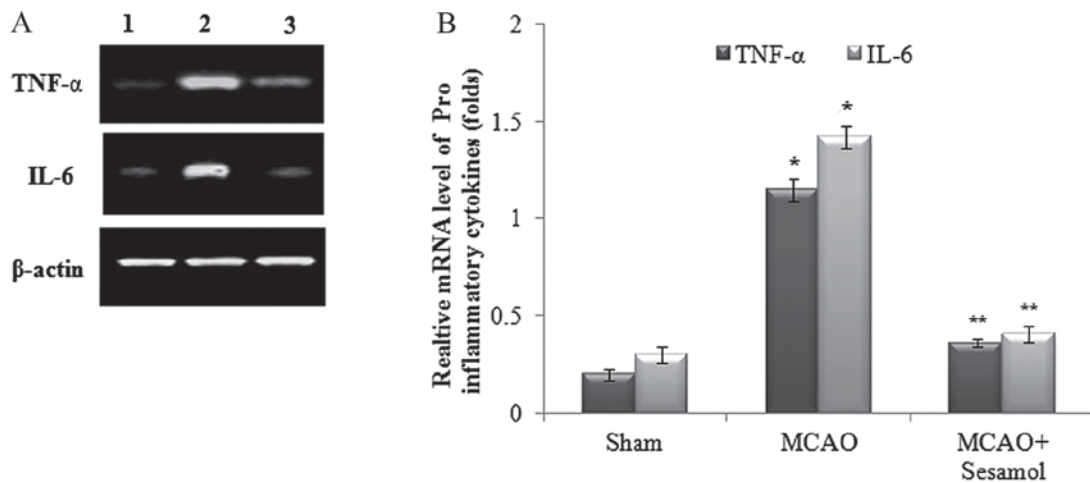 A
1 2 3
TNF-α
IL-6
β-actin
B
Realtive mRNA level of Pro
inflammatory cytokines (folds)
2
1.5
1
0.5
0
TNF-α IL-6
*
*
**
**
Sham
MCAO
MCAO+
Sesamol